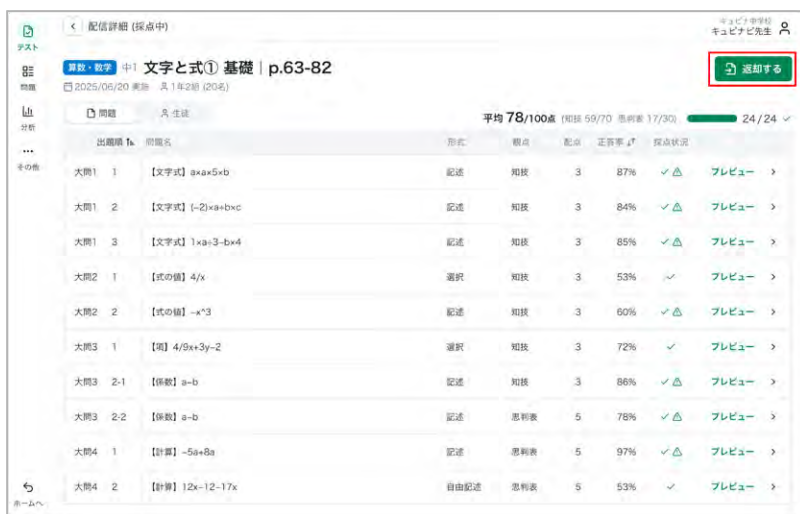 配信詳細 (採点中)
キュビナ中学校
キュビナビ先生
テスト
算数・数学 中1 文字と式① 基礎｜p.63-82
返却する
2025/06/20 実施 1年2組 (20名)
問題
分析
その他
問題 生徒
平均 78/100点 (知技 59/70 思判表 17/30) 24/24
出題順 問題名 形式 観点 配点 正答率 採点状況
大問1 1 【文字式】a×a×5×b 記述 知技 3 87% プレビュー
大問1 2 【文字式】(-2)×a+b×c 記述 知技 3 84% プレビュー
大問1 3 【文字式】1×a÷3-b×4 記述 知技 3 85% プレビュー
大問2 1 【式の値】4/x 選択 知技 3 53% プレビュー
大問2 2 【式の値】-x^3 記述 知技 3 60% プレビュー
大問3 1 【項】4/9x+3y-2 選択 知技 3 72% プレビュー
大問3 2-1 【係数】a-b 記述 知技 3 86% プレビュー
大問3 2-2 【係数】a-b 記述 思判表 5 78% プレビュー
大問4 1 【計算】-5a+8a 記述 思判表 5 97% プレビュー
大問4 2 【計算】12x-12-17x 自由記述 思判表 5 53% プレビュー
ホームへ